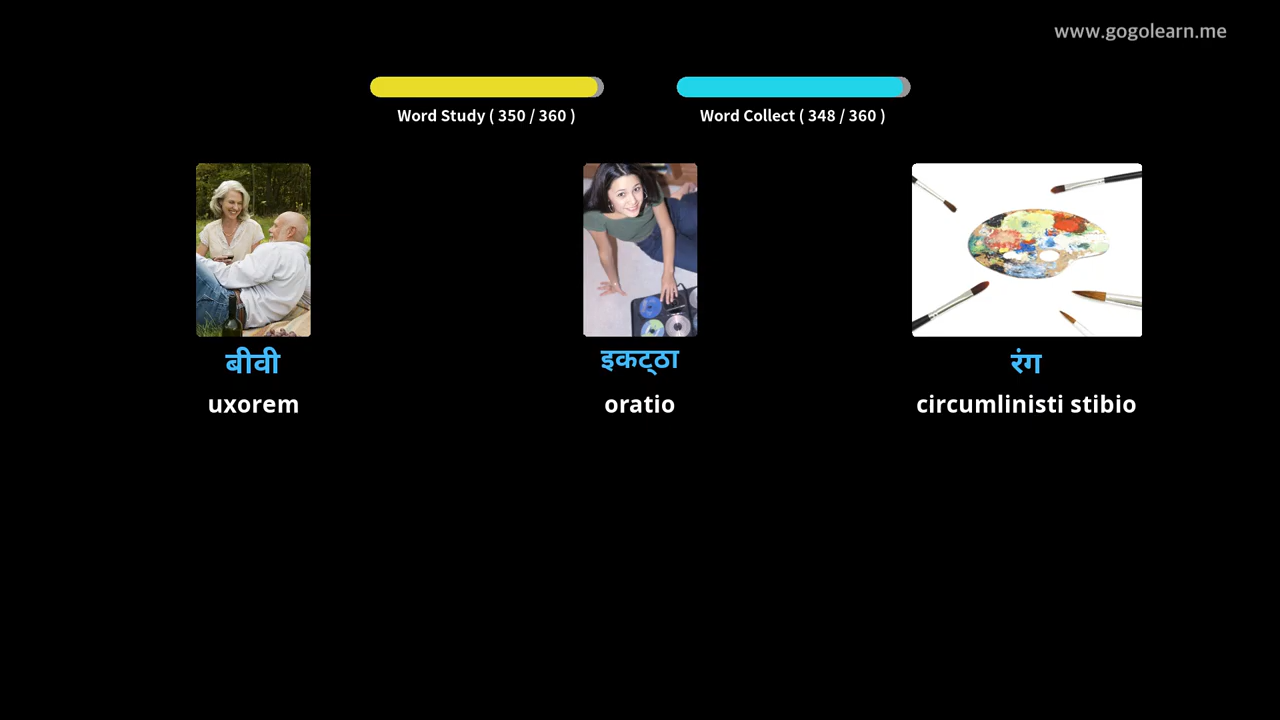 www.gogolearn.me
Word Study ( 350 / 360 )
Word Collect ( 348 / 360 )
बीवी
इकट्ठा
रंग
uxorem
oratio
circumlinisti stibio